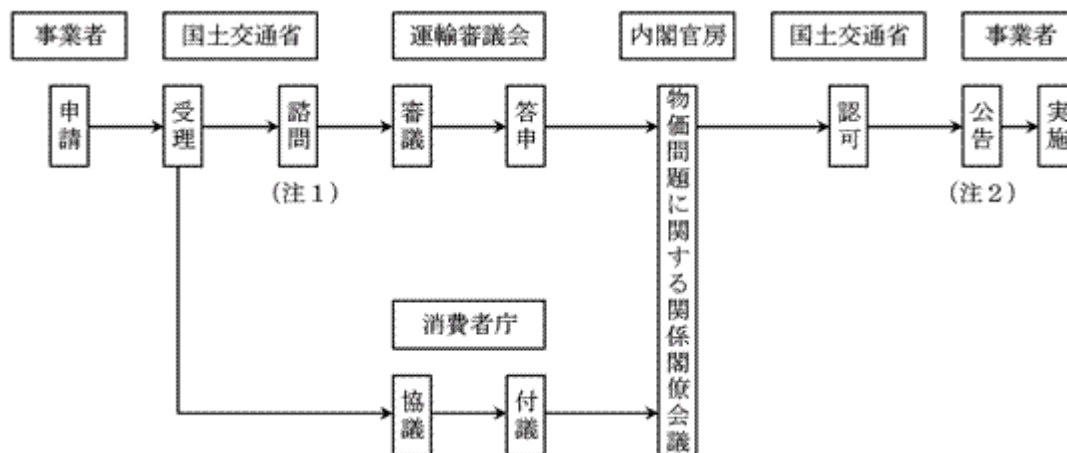 事業者
国土交通省
運輸審議会
内閣官房
国土交通省
事業者
申請
受理
諮問
審議
答申
物価問題に関する関係閣僚会議
認可
公告
実施
（注１）
（注２）
消費者庁
協議
付議